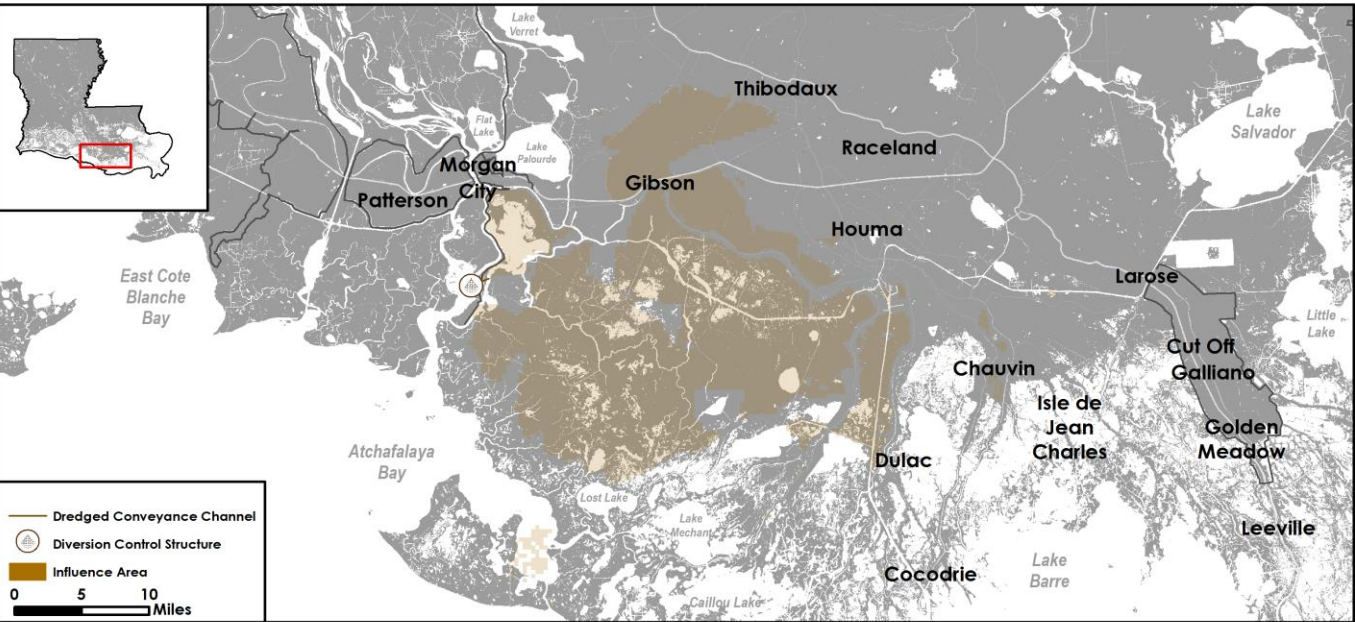 Lake
Verret
Thibodaux
Lake
Salvador
Flat
Lake
Lake
Palourde
Raceland
Morgan
City
Patterson
Gibson
Houma
East Cote
Blanche
Bay
Larose
Little
Lake
Cut Off
Galliano
Chauvin
Isle de
Jean
Charles
Golden
Meadow
Atchafalaya
Bay
Dulac
Lost Lake
Lake
Mechant
Leeville
Cocodrie
Lake
Barre
Caillou Lake
Dredged Conveyance Channel
Diversion Control Structure
Influence Area
0 5 10
Miles